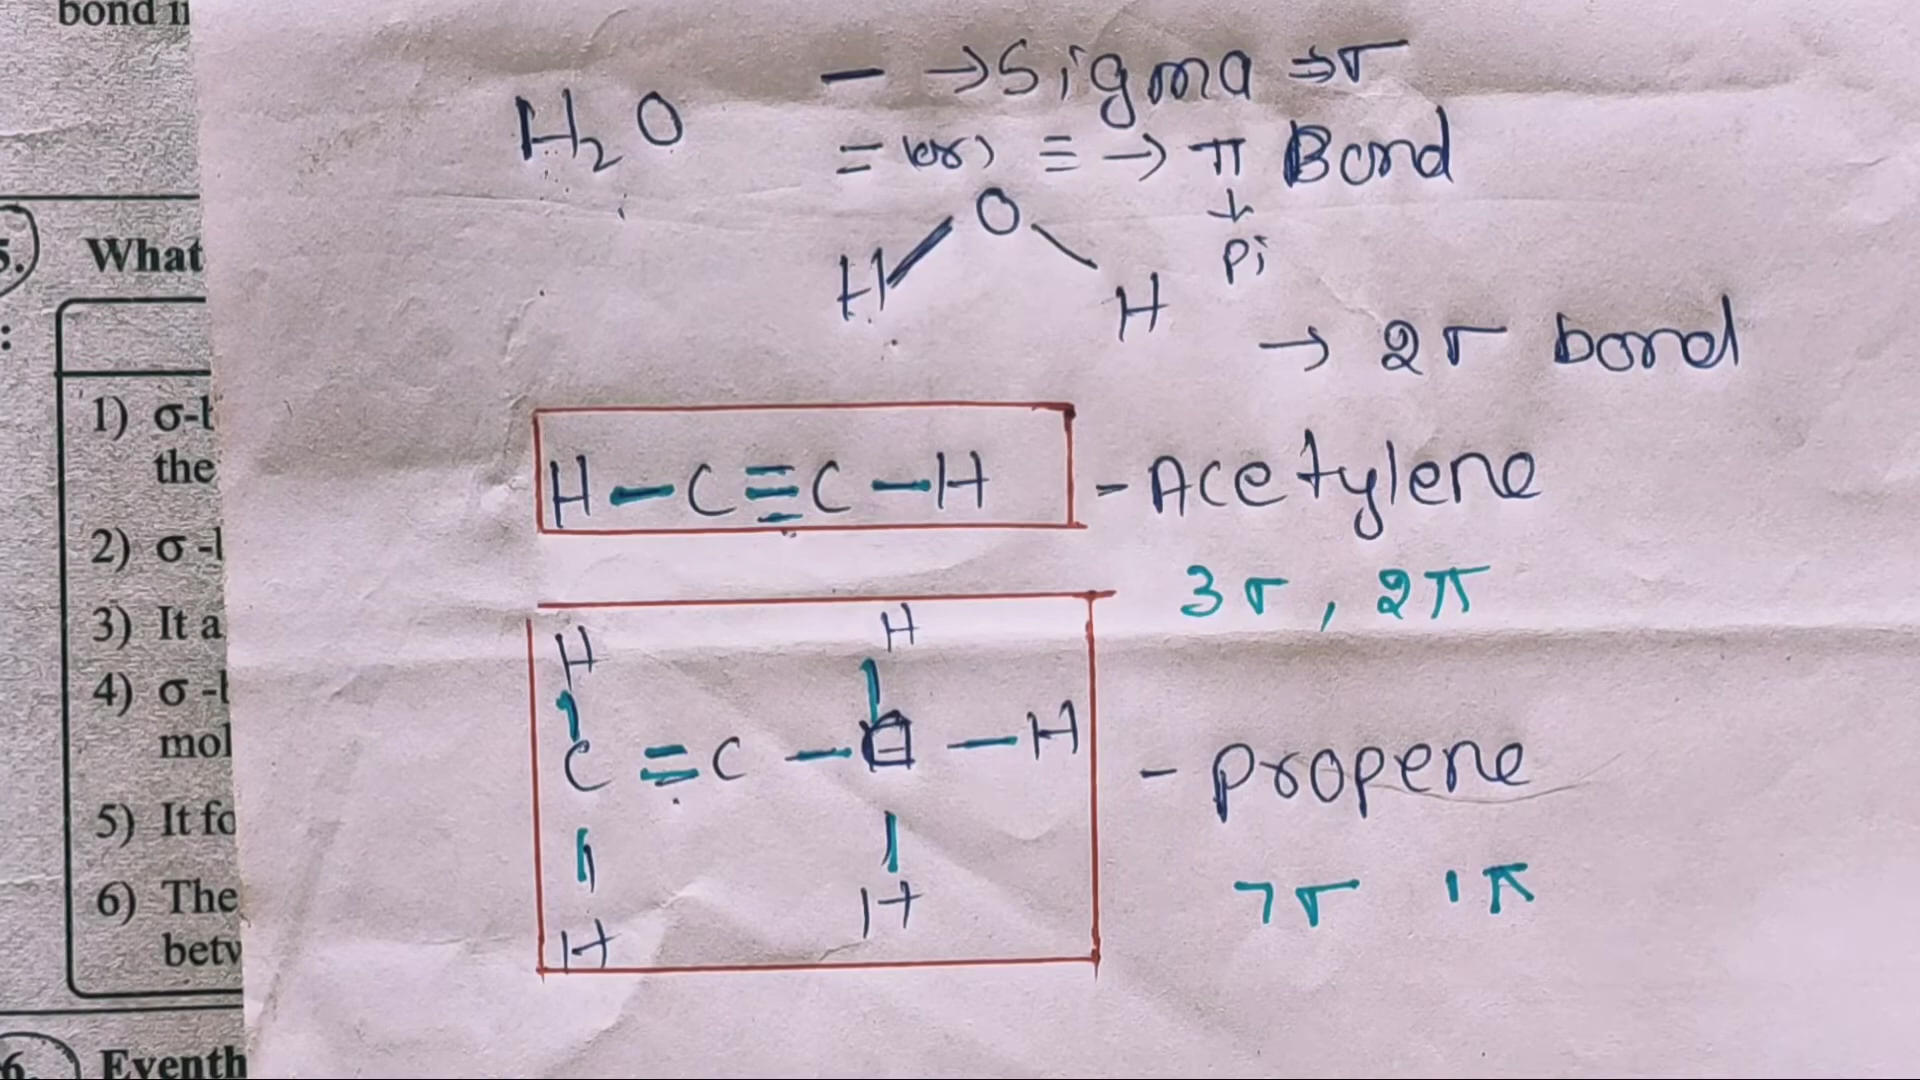 bond i
5. What
:
1) σ-b
the
2) σ-l
3) It a
4) σ-b
mol
5) It fo
6) The
betw
6. Eventh
H₂O
— → Sigma ⇒ σ
= (or) ≡ → π Bond
↓
Pi
O
H H
→ 2σ bond
H — C ≡ C — H - Acetylene
3σ, 2π
H H
C = C — C — H - propene
H H
7σ 1π